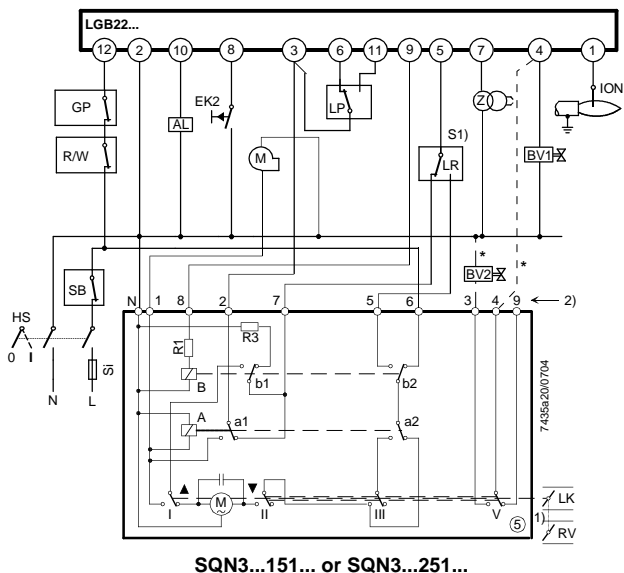 LGB22...
12 2 10 8 3 6 11 9 5 7 4 1
ION
GP
EK2
LP
Z
AL
S1)
R/W
M
LR
BV1
*
*
BV2
SB
N 1 8 2 7 5 6 3 4 9 2)
HS
0 I
Si
N L
R3
R1
B
b1 b2
A
a1 a2
7435a20/0704
M
I II III V
LK
5
1)
RV
SQN3...151... or SQN3...251...